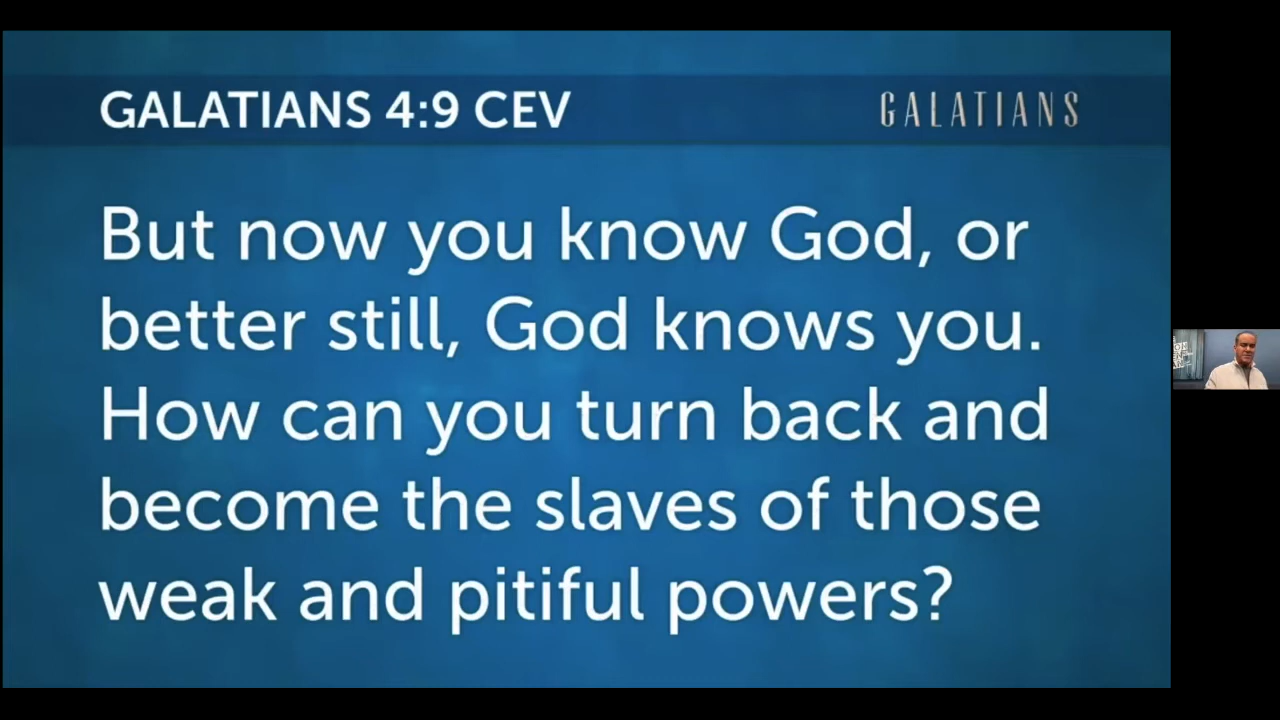 GALATIANS 4:9 CEV
GALATIANS
But now you know God, or
better still, God knows you.
How can you turn back and
become the slaves of those
weak and pitiful powers?